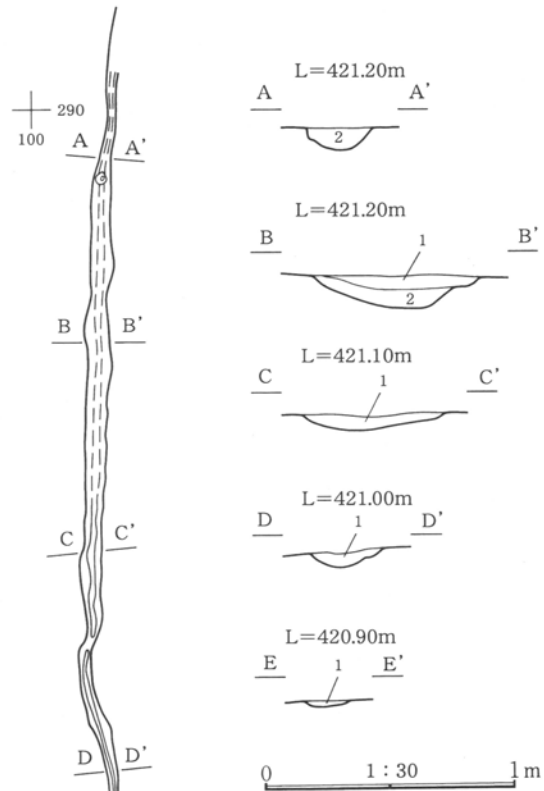 290
100
A A'
B B'
C C'
D D'
L=421.20m
A A'
2
L=421.20m
B B'
1
2
L=421.10m
C C'
1
L=421.00m
D D'
1
L=420.90m
E E'
1
0 1:30 1m